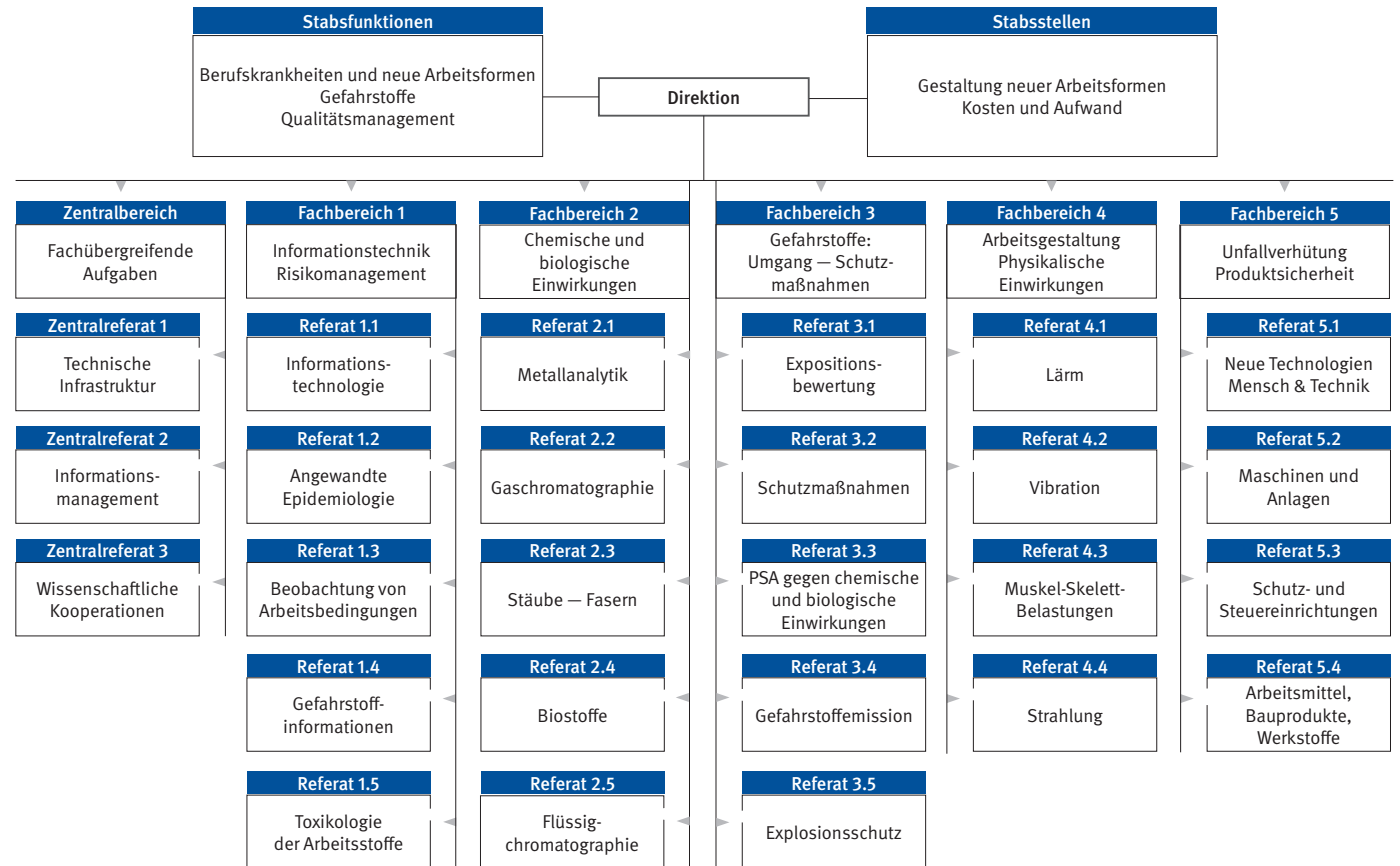 Stabsfunktionen
Berufskrankheiten und neue Arbeitsformen
Gefahrstoffe
Qualitätsmanagement
Direktion
Stabsstellen
Gestaltung neuer Arbeitsformen
Kosten und Aufwand
Zentralbereich
Fachübergreifende
Aufgaben
Zentralreferat 1
Technische
Infrastruktur
Zentralreferat 2
Informations-
management
Zentralreferat 3
Wissenschaftliche
Kooperationen
Fachbereich 1
Informationstechnik
Risikomanagement
Referat 1.1
Informations-
technologie
Referat 1.2
Angewandte
Epidemiologie
Referat 1.3
Beobachtung von
Arbeitsbedingungen
Referat 1.4
Gefahrstoff-
informationen
Referat 1.5
Toxikologie
der Arbeitsstoffe
Fachbereich 2
Chemische und
biologische
Einwirkungen
Referat 2.1
Metallanalytik
Referat 2.2
Gaschromatographie
Referat 2.3
Stäube — Fasern
Referat 2.4
Biostoffe
Referat 2.5
Flüssig-
chromatographie
Fachbereich 3
Gefahrstoffe:
Umgang — Schutz-
maßnahmen
Referat 3.1
Expositions-
bewertung
Referat 3.2
Schutzmaßnahmen
Referat 3.3
PSA gegen chemische
und biologische
Einwirkungen
Referat 3.4
Gefahrstoffemission
Referat 3.5
Explosionsschutz
Fachbereich 4
Arbeitsgestaltung
Physikalische
Einwirkungen
Referat 4.1
Lärm
Referat 4.2
Vibration
Referat 4.3
Muskel-Skelett-
Belastungen
Referat 4.4
Strahlung
Fachbereich 5
Unfallverhütung
Produktsicherheit
Referat 5.1
Neue Technologien
Mensch & Technik
Referat 5.2
Maschinen und
Anlagen
Referat 5.3
Schutz- und
Steuereinrichtungen
Referat 5.4
Arbeitsmittel,
Bauprodukte,
Werkstoffe